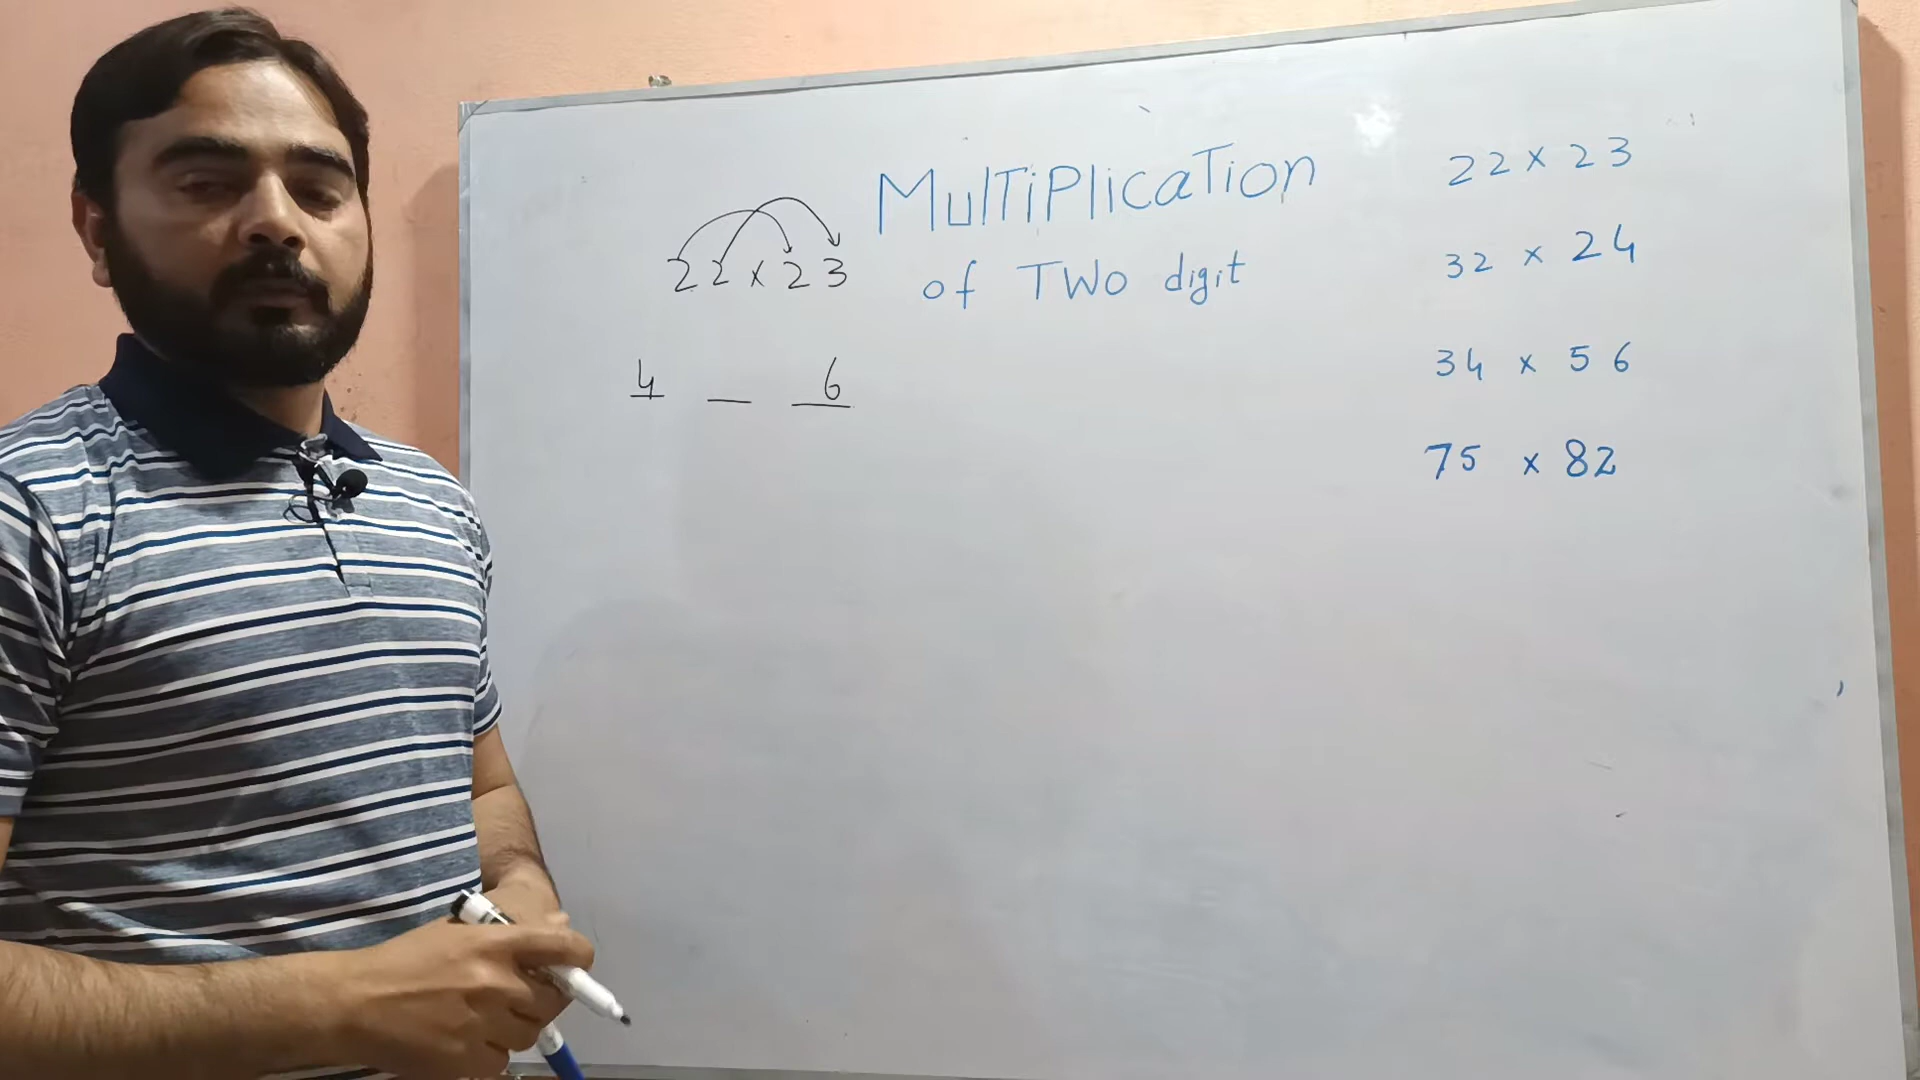 MulTiPlicaTion
of TWo digit
22 x 23
4 _ 6
22 x 23
32 x 24
34 x 56
75 x 82